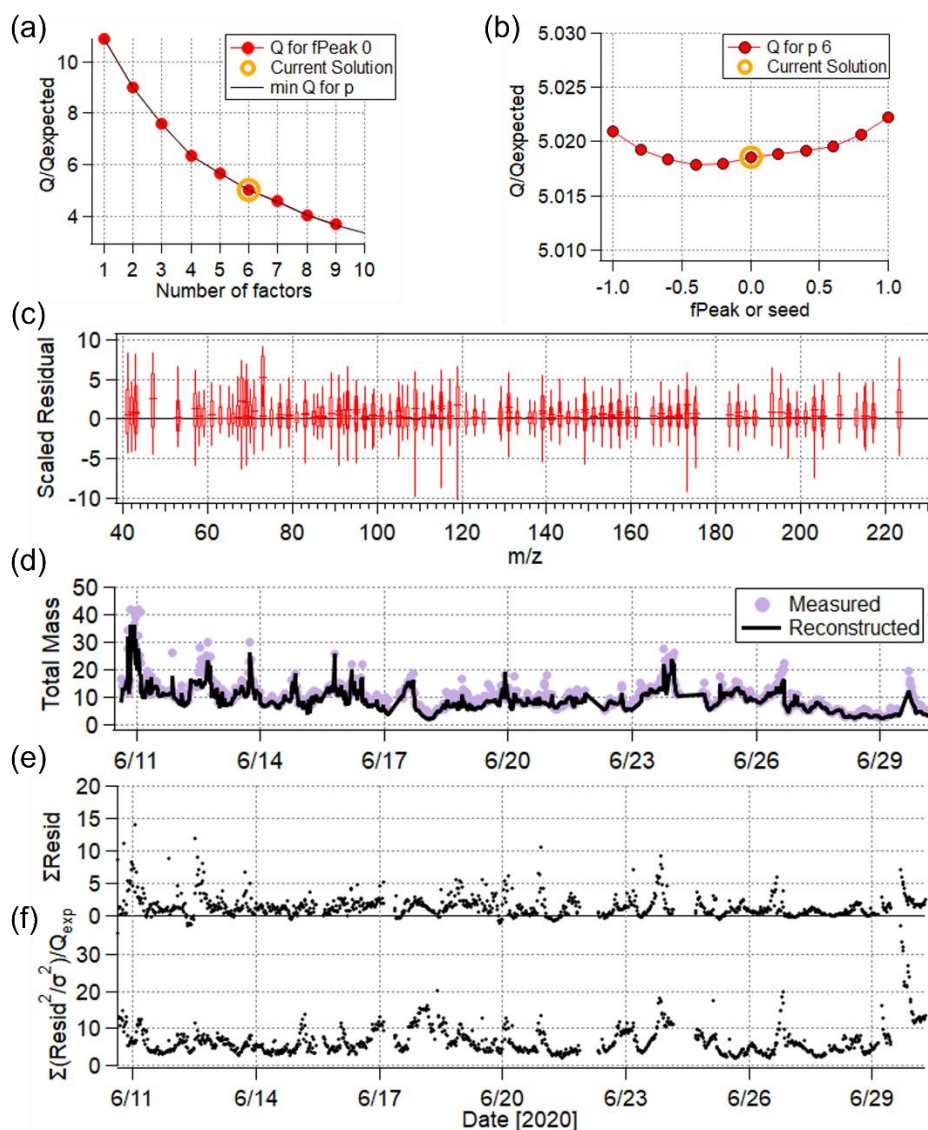 (a)
Q/Qexpected
10
8
6
4
Q for fPeak 0
Current Solution
min Q for p
1 2 3 4 5 6 7 8 9 10
Number of factors
(b)
Q/Qexpected
5.030
5.025
5.020
5.015
5.010
Q for p 6
Current Solution
-1.0 -0.5 0.0 0.5 1.0
fPeak or seed
(c)
Scaled Residual
10
5
0
-5
-10
40 60 80 100 120 140 160 180 200 220
m/z
(d)
Total Mass
50
40
30
20
10
0
Measured
Reconstructed
6/11 6/14 6/17 6/20 6/23 6/26 6/29
(e)
ΣResid
20
15
10
5
0
(f)
Σ(Resid²/σ²)/Qexp
30
20
10
0
6/11 6/14 6/17 6/20 6/23 6/26 6/29
Date [2020]